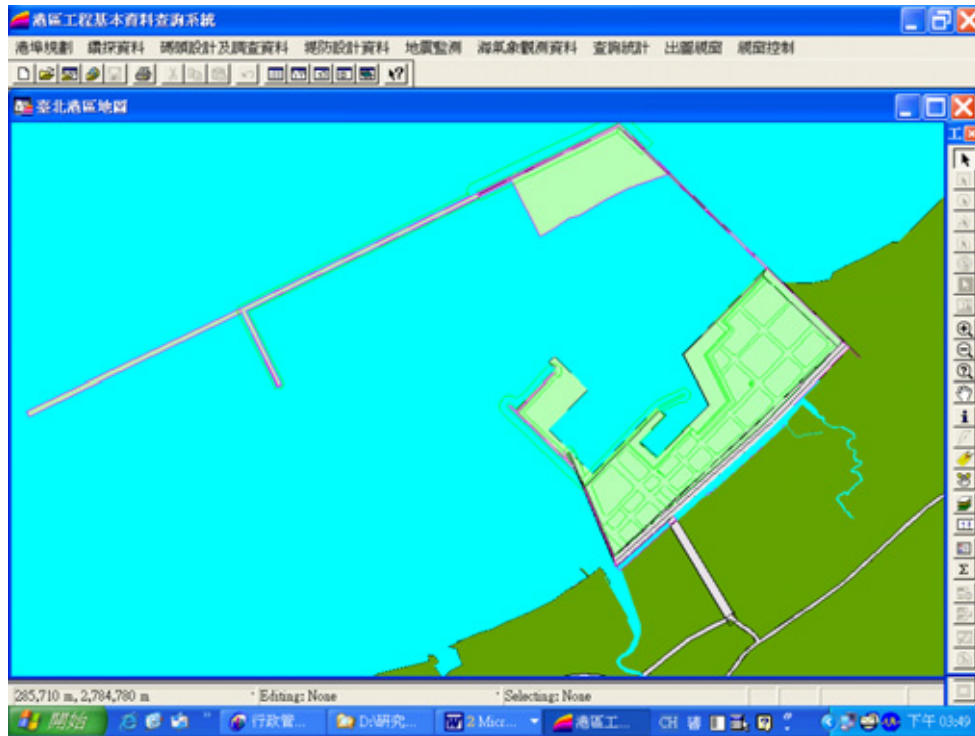 港區工程基本資料查詢系統
港埠規劃 鑽探資料 碼頭設計及調查資料 堤防設計資料 地震監測 海氣象觀測資料 查詢統計 出圖視窗 視窗控制
臺北港區地圖
工
285,710 m, 2,784,780 m Editing: None Selecting: None
開始 行政管... D:\研究... 2 Micr... 港區工... CH 下午 03:49